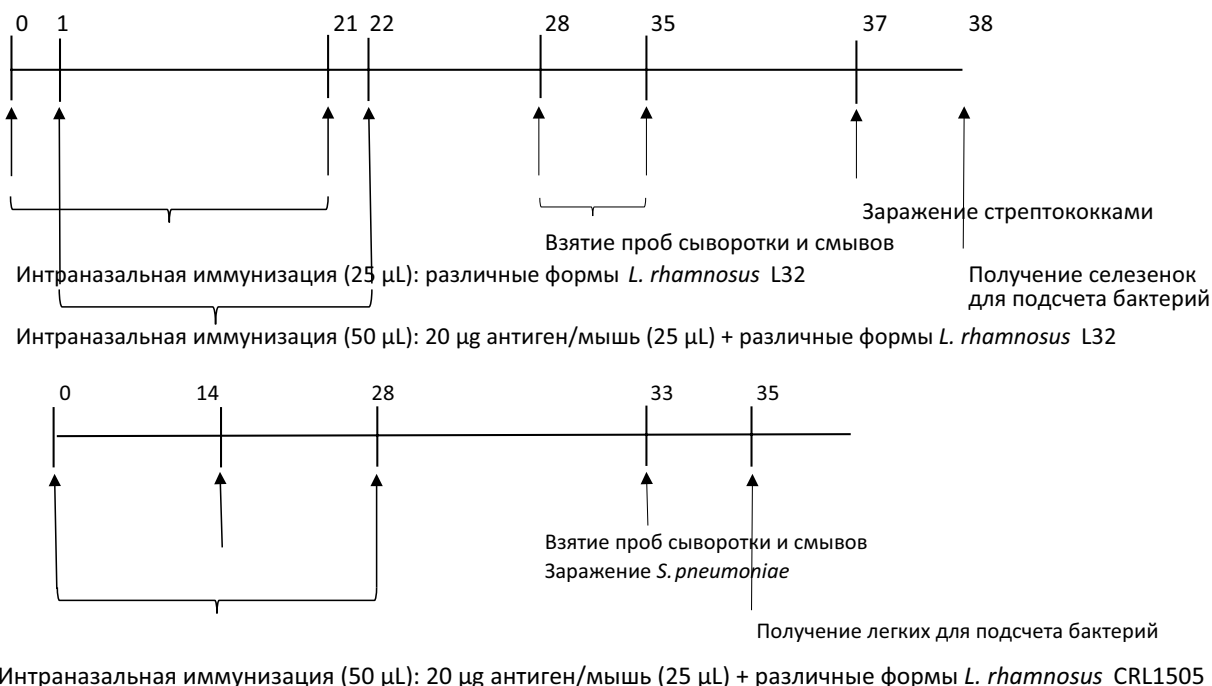 0 1 21 22 28 35 37 38
Заражение стрептококками
Взятие проб сыворотки и смывов
Интраназальная иммунизация (25 µL): различные формы L. rhamnosus L32
Получение селезенок
для подсчета бактерий
Интраназальная иммунизация (50 µL): 20 µg антиген/мышь (25 µL) + различные формы L. rhamnosus L32
0 14 28 33 35
Взятие проб сыворотки и смывов
Заражение S. pneumoniae
Получение легких для подсчета бактерий
Интраназальная иммунизация (50 µL): 20 µg антиген/мышь (25 µL) + различные формы L. rhamnosus CRL1505